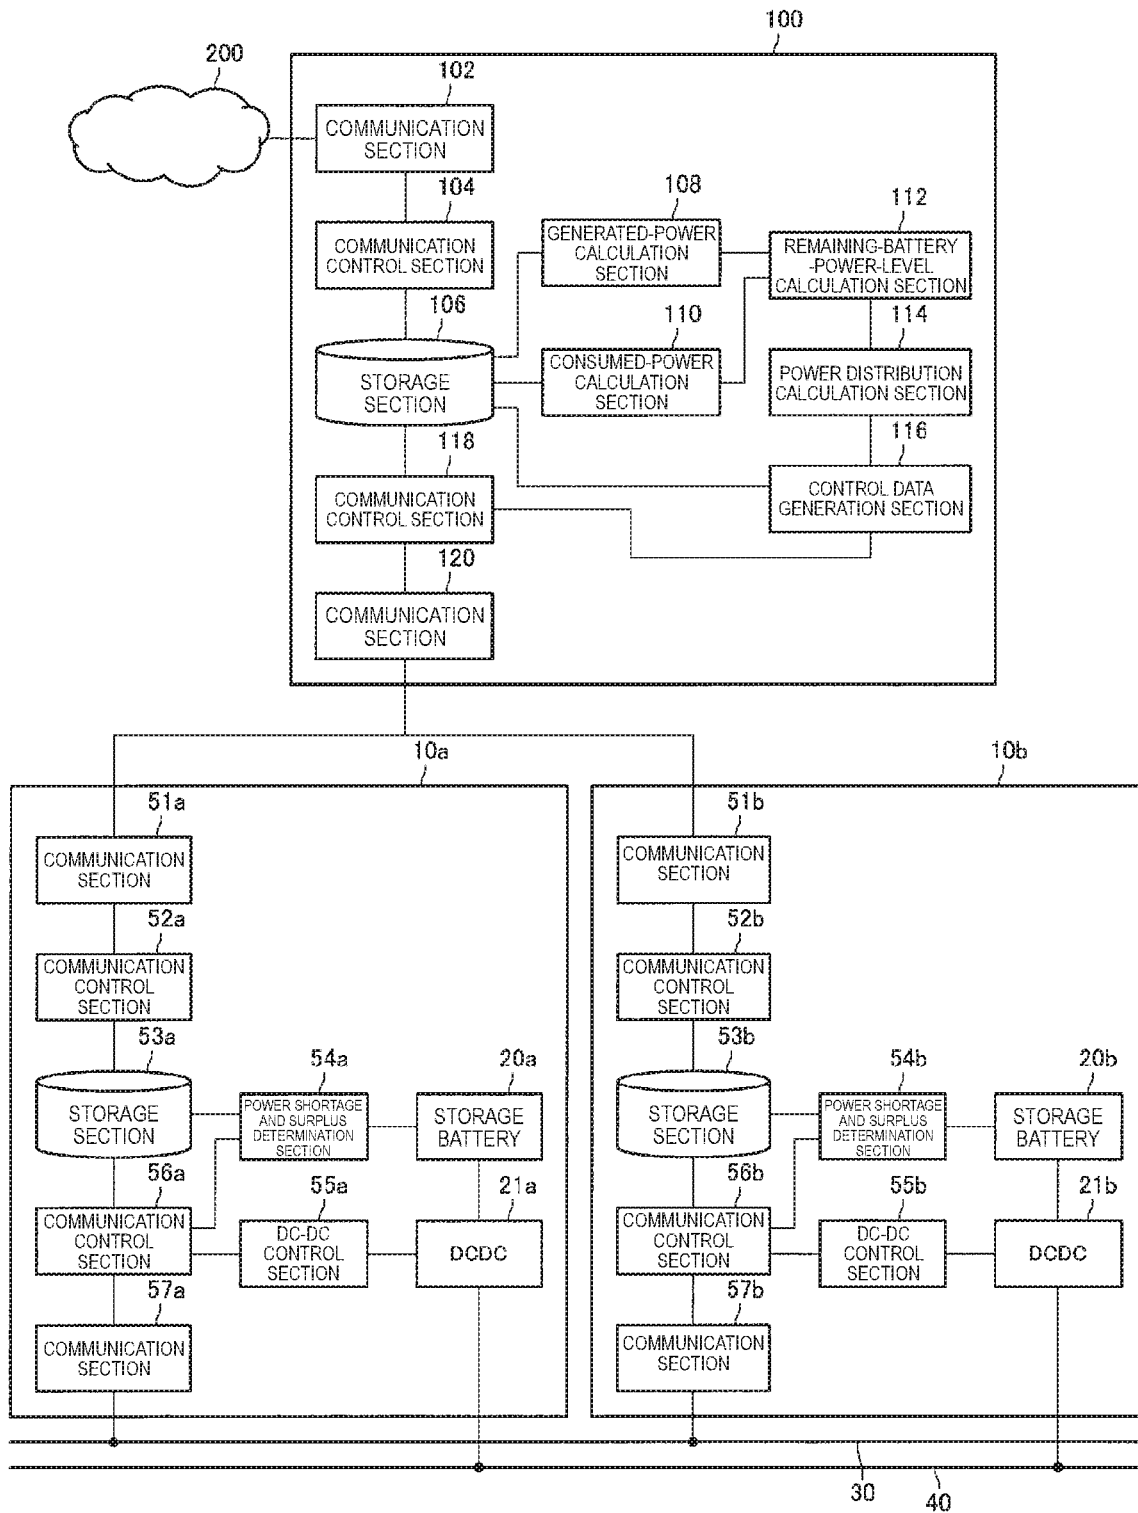 100
200
102
COMMUNICATION
SECTION
104
COMMUNICATION
CONTROL SECTION
108
GENERATED-POWER
CALCULATION
SECTION
112
REMAINING-BATTERY
-POWER-LEVEL
CALCULATION SECTION
106
STORAGE
SECTION
110
CONSUMED-POWER
CALCULATION
SECTION
114
POWER DISTRIBUTION
CALCULATION SECTION
118
COMMUNICATION
CONTROL SECTION
116
CONTROL DATA
GENERATION SECTION
120
COMMUNICATION
SECTION
10a
51a
COMMUNICATION
SECTION
52a
COMMUNICATION
CONTROL
SECTION
53a
STORAGE
SECTION
54a
POWER SHORTAGE
AND SURPLUS
DETERMINATION
SECTION
20a
STORAGE
BATTERY
56a
COMMUNICATION
CONTROL
SECTION
55a
DC-DC
CONTROL
SECTION
21a
DCDC
57a
COMMUNICATION
SECTION
10b
51b
COMMUNICATION
SECTION
52b
COMMUNICATION
CONTROL
SECTION
53b
STORAGE
SECTION
54b
POWER SHORTAGE
AND SURPLUS
DETERMINATION
SECTION
20b
STORAGE
BATTERY
56b
COMMUNICATION
CONTROL
SECTION
55b
DC-DC
CONTROL
SECTION
21b
DCDC
57b
COMMUNICATION
SECTION
30
40